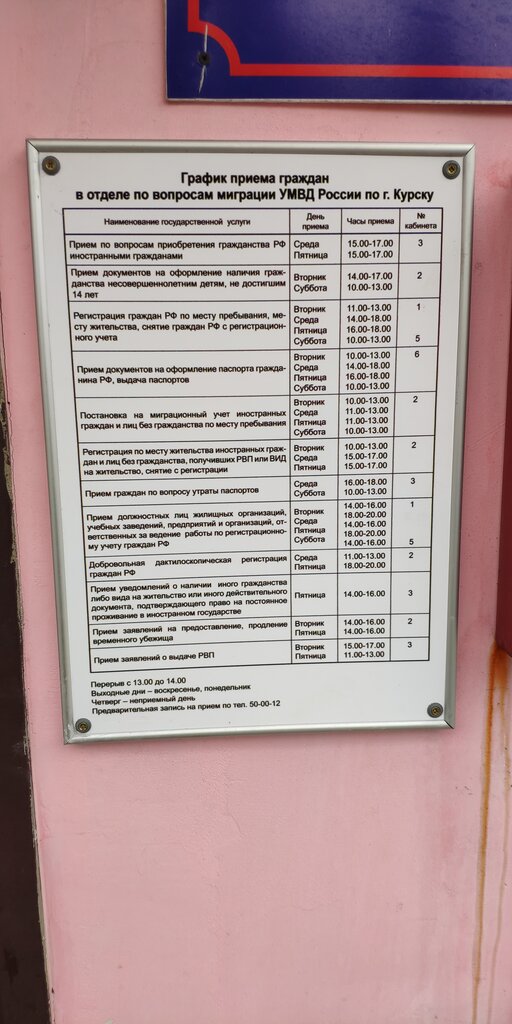 График приема граждан
в отделе по вопросам миграции УМВД России по г. Курску
Наименование государственной услуги
День приема
Часы приема
№ кабинета
Прием по вопросам приобретения гражданства РФ
иностранными гражданами
Среда 15.00-17.00 3
Пятница 15.00-17.00
Прием документов на оформление наличия граж-
данства несовершеннолетним детям, не достигшим
14 лет
Вторник 14.00-17.00 2
Суббота 10.00-13.00
Регистрация граждан РФ по месту пребывания, ме-
сту жительства, снятие граждан РФ с регистрацион-
ного учета
Вторник 11.00-13.00 1
Среда 14.00-18.00
Пятница 16.00-18.00
Суббота 10.00-13.00 5
Прием документов на оформление паспорта гражда-
нина РФ, выдача паспортов
Вторник 10.00-13.00 6
Среда 14.00-18.00
Пятница 16.00-18.00
Суббота 10.00-13.00
Постановка на миграционный учет иностранных
граждан и лиц без гражданства по месту пребывания
Вторник 10.00-13.00 2
Среда 11.00-13.00
Пятница 11.00-13.00
Суббота 10.00-13.00
Регистрация по месту жительства иностранных граж-
дан и лиц без гражданства, получивших РВП или ВИД
на жительство, снятие с регистрации
Вторник 10.00-13.00 2
Среда 15.00-17.00
Пятница 15.00-17.00
Прием граждан по вопросу утраты паспортов
Среда 16.00-18.00 3
Суббота 10.00-13.00
Прием должностных лиц жилищных организаций,
учебных заведений, предприятий и организаций, от-
ветственных за ведение работы по регистрационно-
му учету граждан РФ
Вторник 14.00-16.00 1
Среда 18.00-20.00
Пятница 14.00-16.00
Суббота 18.00-20.00
14.00-16.00 5
Добровольная дактилоскопическая регистрация
граждан РФ
Среда 11.00-13.00 2
Пятница 18.00-20.00
Прием уведомлений о наличии иного гражданства
либо вида на жительство или иного действительного
документа, подтверждающего право на постоянное
проживание в иностранном государстве
Пятница 14.00-16.00 3
Прием заявлений на предоставление, продление
временного убежища
Вторник 14.00-16.00 2
Пятница 14.00-16.00
Прием заявлений о выдаче РВП
Вторник 15.00-17.00 3
Пятница 11.00-13.00
Перерыв с 13.00 до 14.00
Выходные дни – воскресенье, понедельник
Четверг – неприемный день
Предварительная запись на прием по тел. 50-00-12